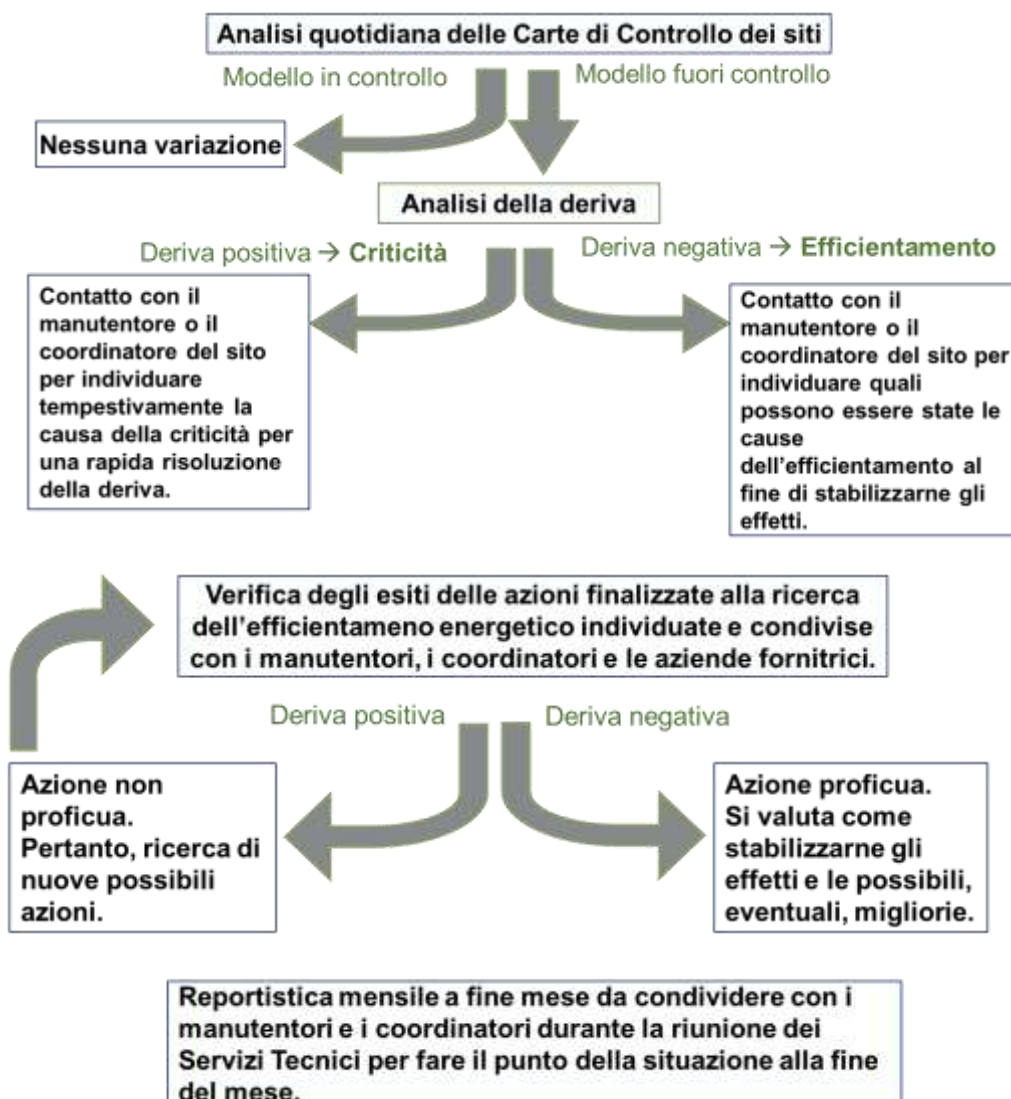 Analisi quotidiana delle Carte di Controllo dei siti
Modello in controllo
Modello fuori controllo
Nessuna variazione
Analisi della deriva
Deriva positiva → Criticità
Deriva negativa → Efficientamento
Contatto con il
manutentore o il
coordinatore del sito
per individuare
tempestivamente la
causa della criticità per
una rapida risoluzione
della deriva.
Contatto con il
manutentore o il
coordinatore del sito per
individuare quali
possono essere state le
cause
dell'efficientamento al
fine di stabilizzarne gli
effetti.
Verifica degli esiti delle azioni finalizzate alla ricerca
dell'efficientameno energetico individuate e condivise
con i manutentori, i coordinatori e le aziende fornitrici.
Deriva positiva
Deriva negativa
Azione non
proficua.
Pertanto, ricerca di
nuove possibili
azioni.
Azione proficua.
Si valuta come
stabilizzarne gli
effetti e le possibili,
eventuali, migliorie.
Reportistica mensile a fine mese da condividere con i
manutentori e i coordinatori durante la riunione dei
Servizi Tecnici per fare il punto della situazione alla fine
del mese.